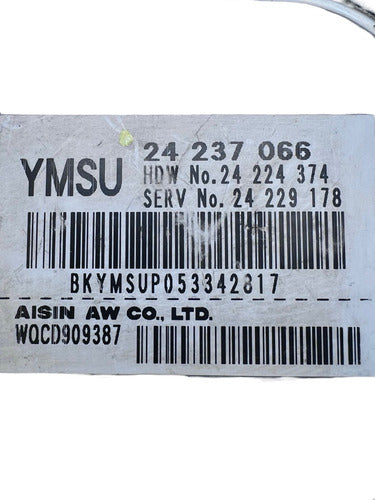 YMSU
24 237 066
HDW No. 24 224 374
SERV No. 24 229 178
BKYMSUP053342817
AISIN AW CO., LTD.
WQCD909387